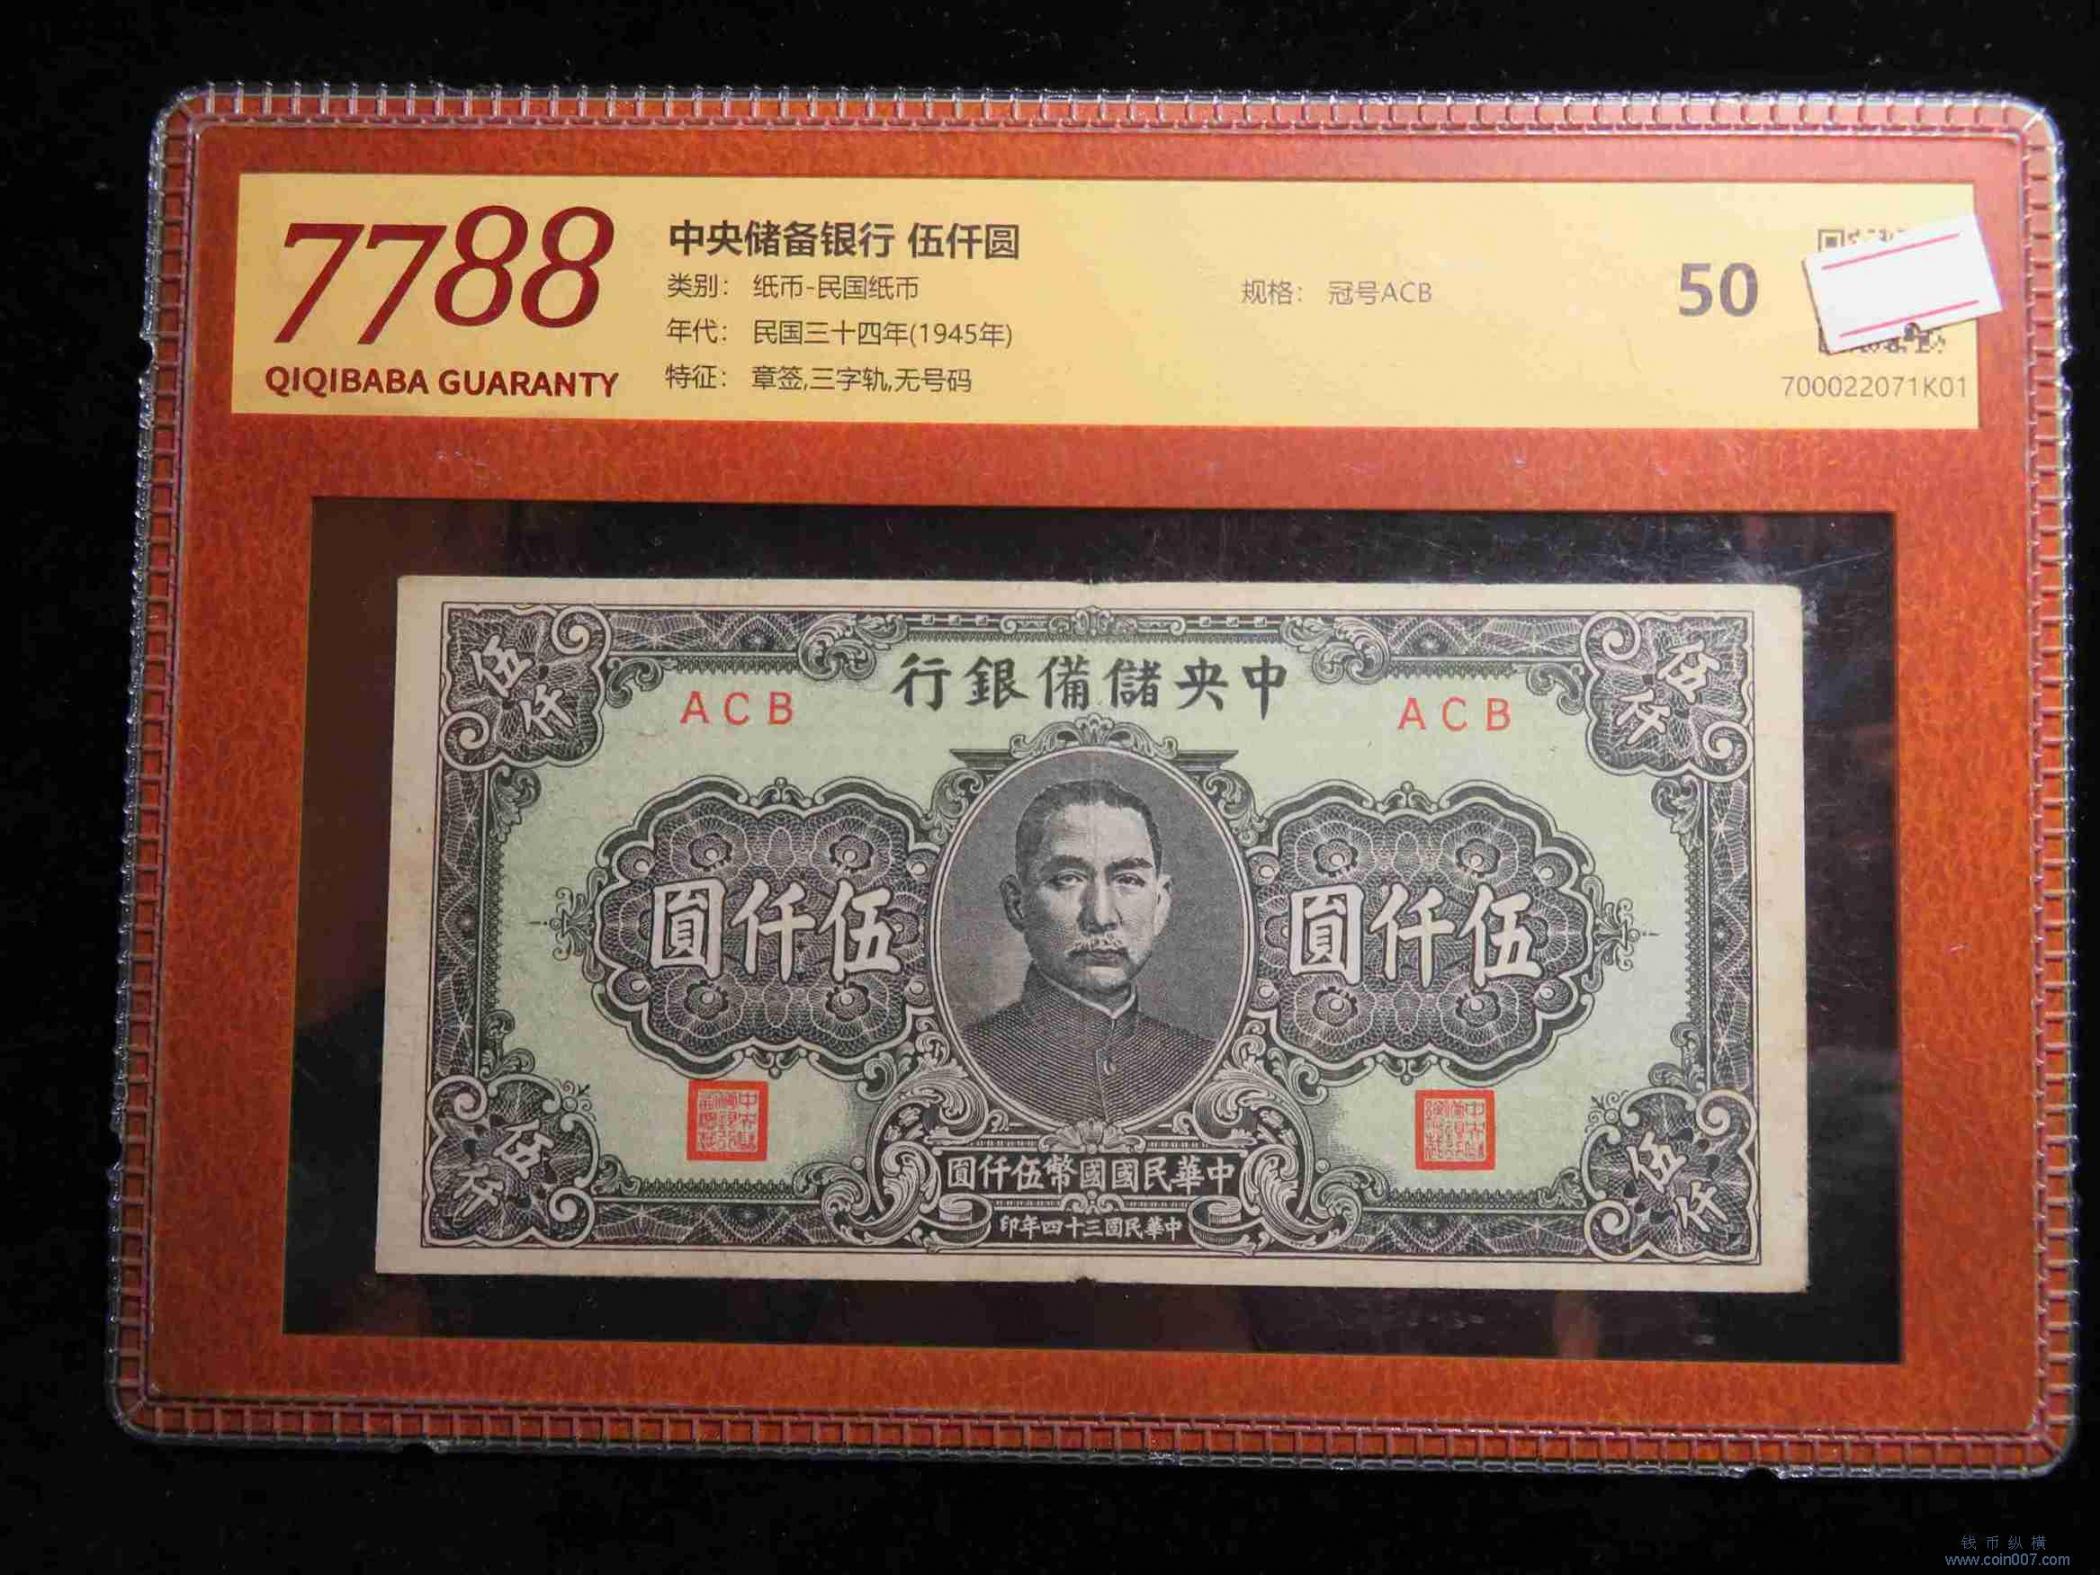 7788
QIQIBABA GUARANTY
中央储备银行 伍仟圆
类别： 纸币-民国纸币
年代： 民国三十四年(1945年)
特征： 章签,三字轨,无号码
规格： 冠号ACB
50
700022071K01
伍仟
伍仟
行銀備儲央中
ACB
ACB
圓仟伍
圓仟伍
圓仟伍幣國國民華中
印年四十三國民華中
伍仟
伍仟
钱币纵横
www.coin007.com